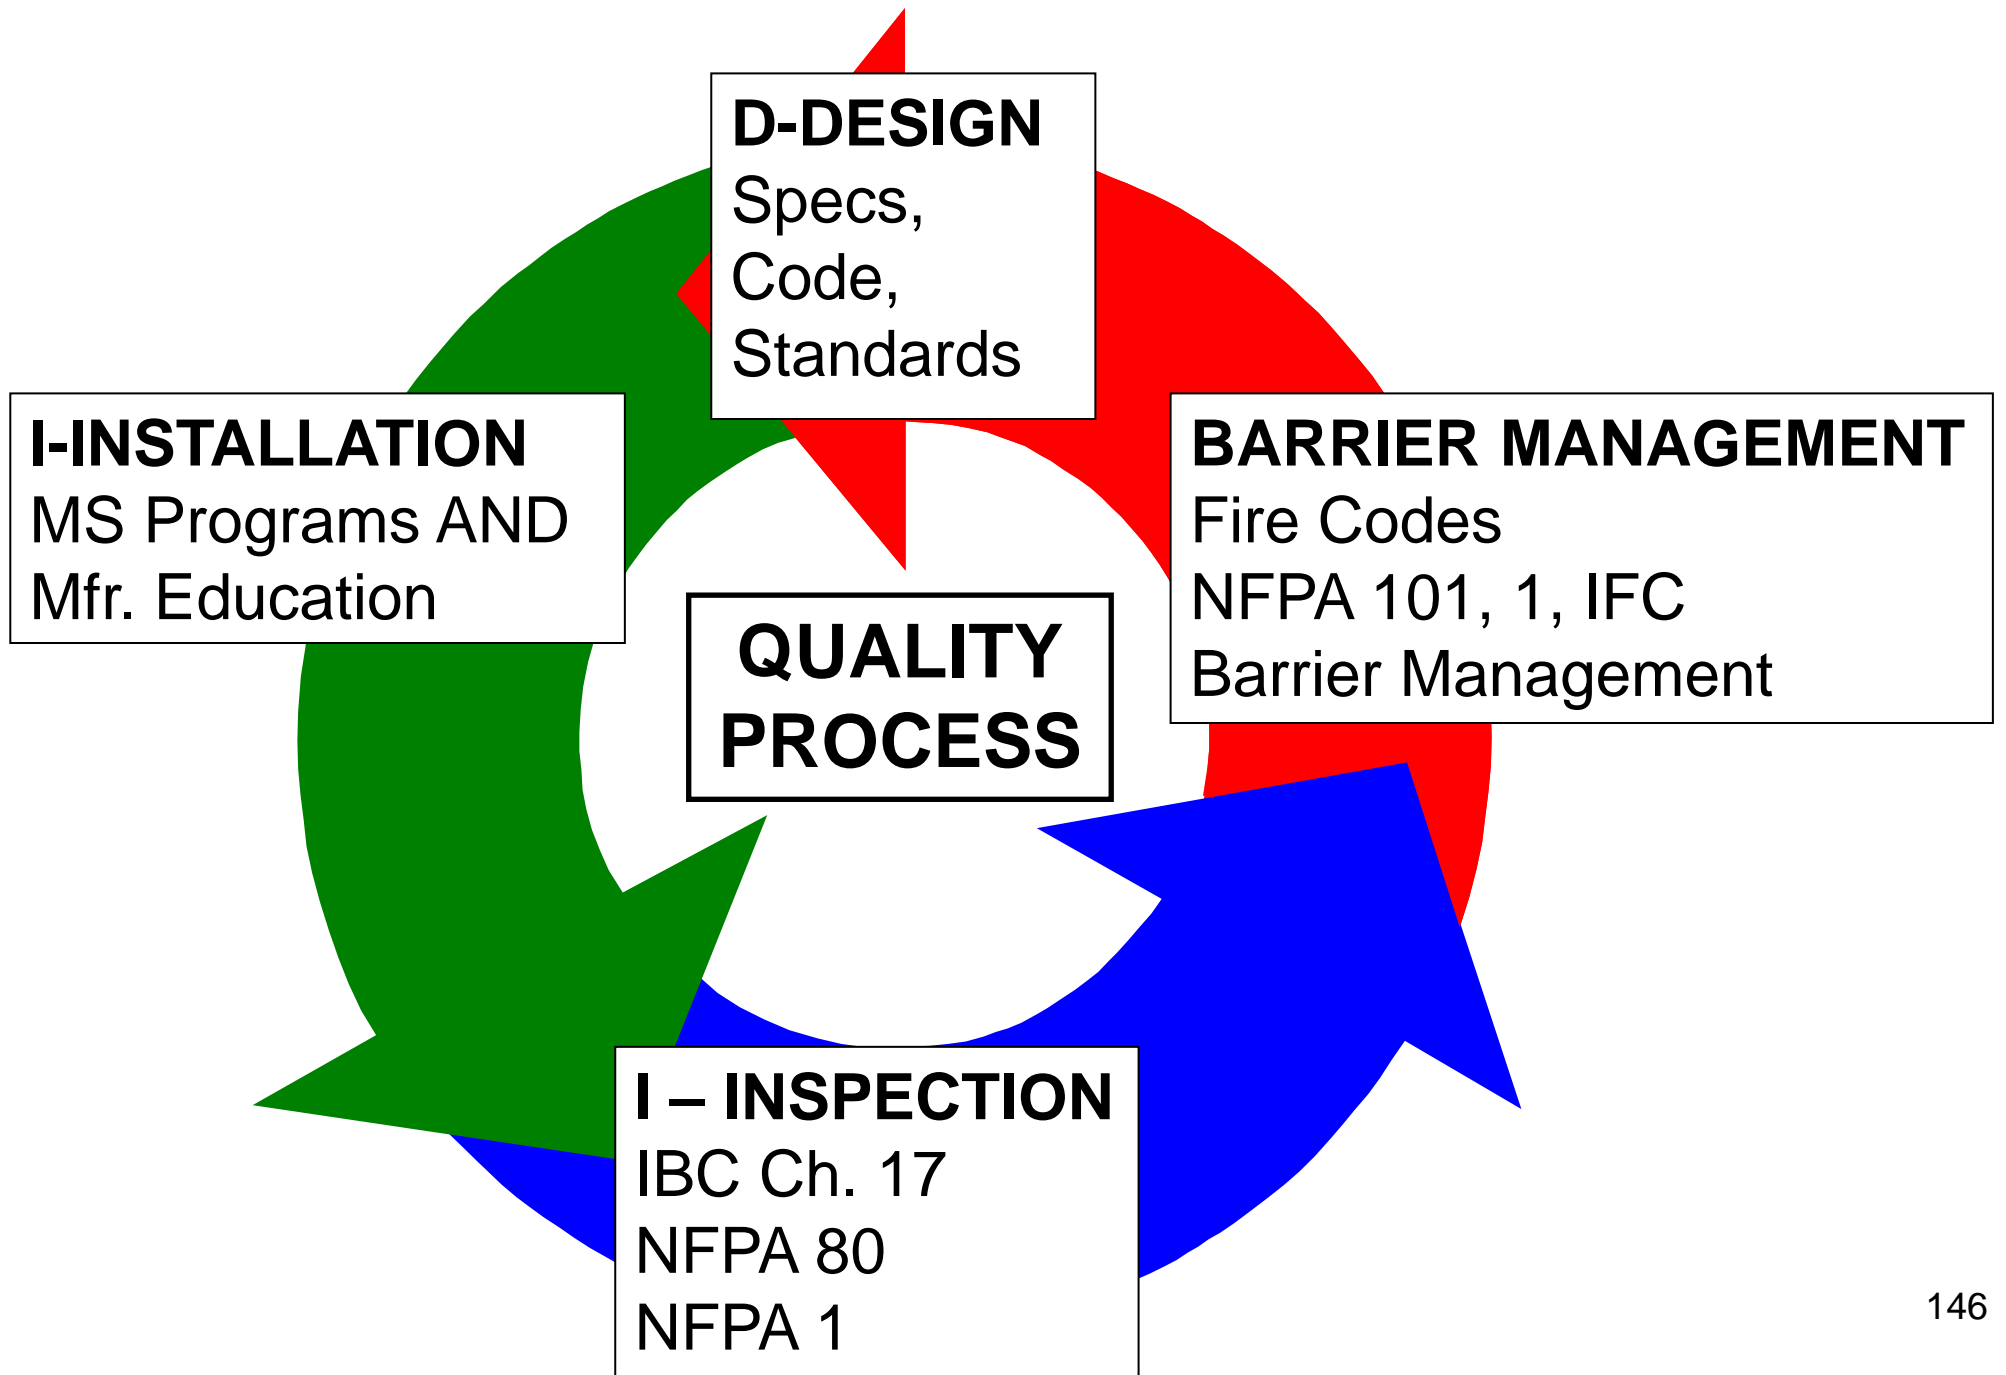 D-DESIGN
Specs,
Code,
Standards
I-INSTALLATION
MS Programs AND
Mfr. Education
BARRIER MANAGEMENT
Fire Codes
NFPA 101, 1, IFC
Barrier Management
QUALITY
PROCESS
I – INSPECTION
IBC Ch. 17
NFPA 80
NFPA 1
146